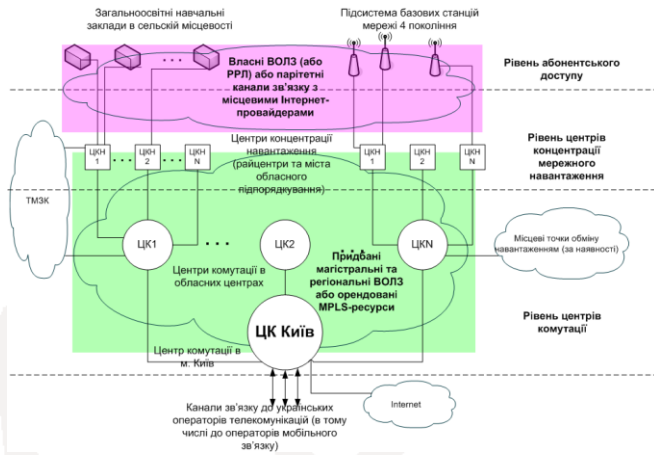 Загальноосвітні навчальні
заклади в сельскій місцевості
Підсистема базових станцій
мережі 4 покоління
Власні ВОЛЗ (або
РРЛ) або парітетні
канали зв'язку з
місцевими Інтернет-
провайдерами
Рівень абонентського
доступу
Центри концентрації
навантаження
(райцентри та міста
обласного
підпорядкування)
Рівень центрів
концентрації
мережного
навантаження
ЦКН
1
ЦКН
2
ЦКН
N
ЦКН
1
ЦКН
2
ЦКН
N
ТМЗК
ЦК1
ЦК2
ЦКN
Місцеві точки обміну
навантаженням (за наявності)
Центри комутації в
обласних центрах
Придбані
магістральні та
регіональні ВОЛЗ
або орендовані
MPLS-ресурси
Рівень центрів
комутації
ЦК Київ
Центр комутації в
м. Київ
Internet
Канали зв'язку до українських
операторів телекомунікацій (в тому
числі до операторів мобільного
зв'язку)